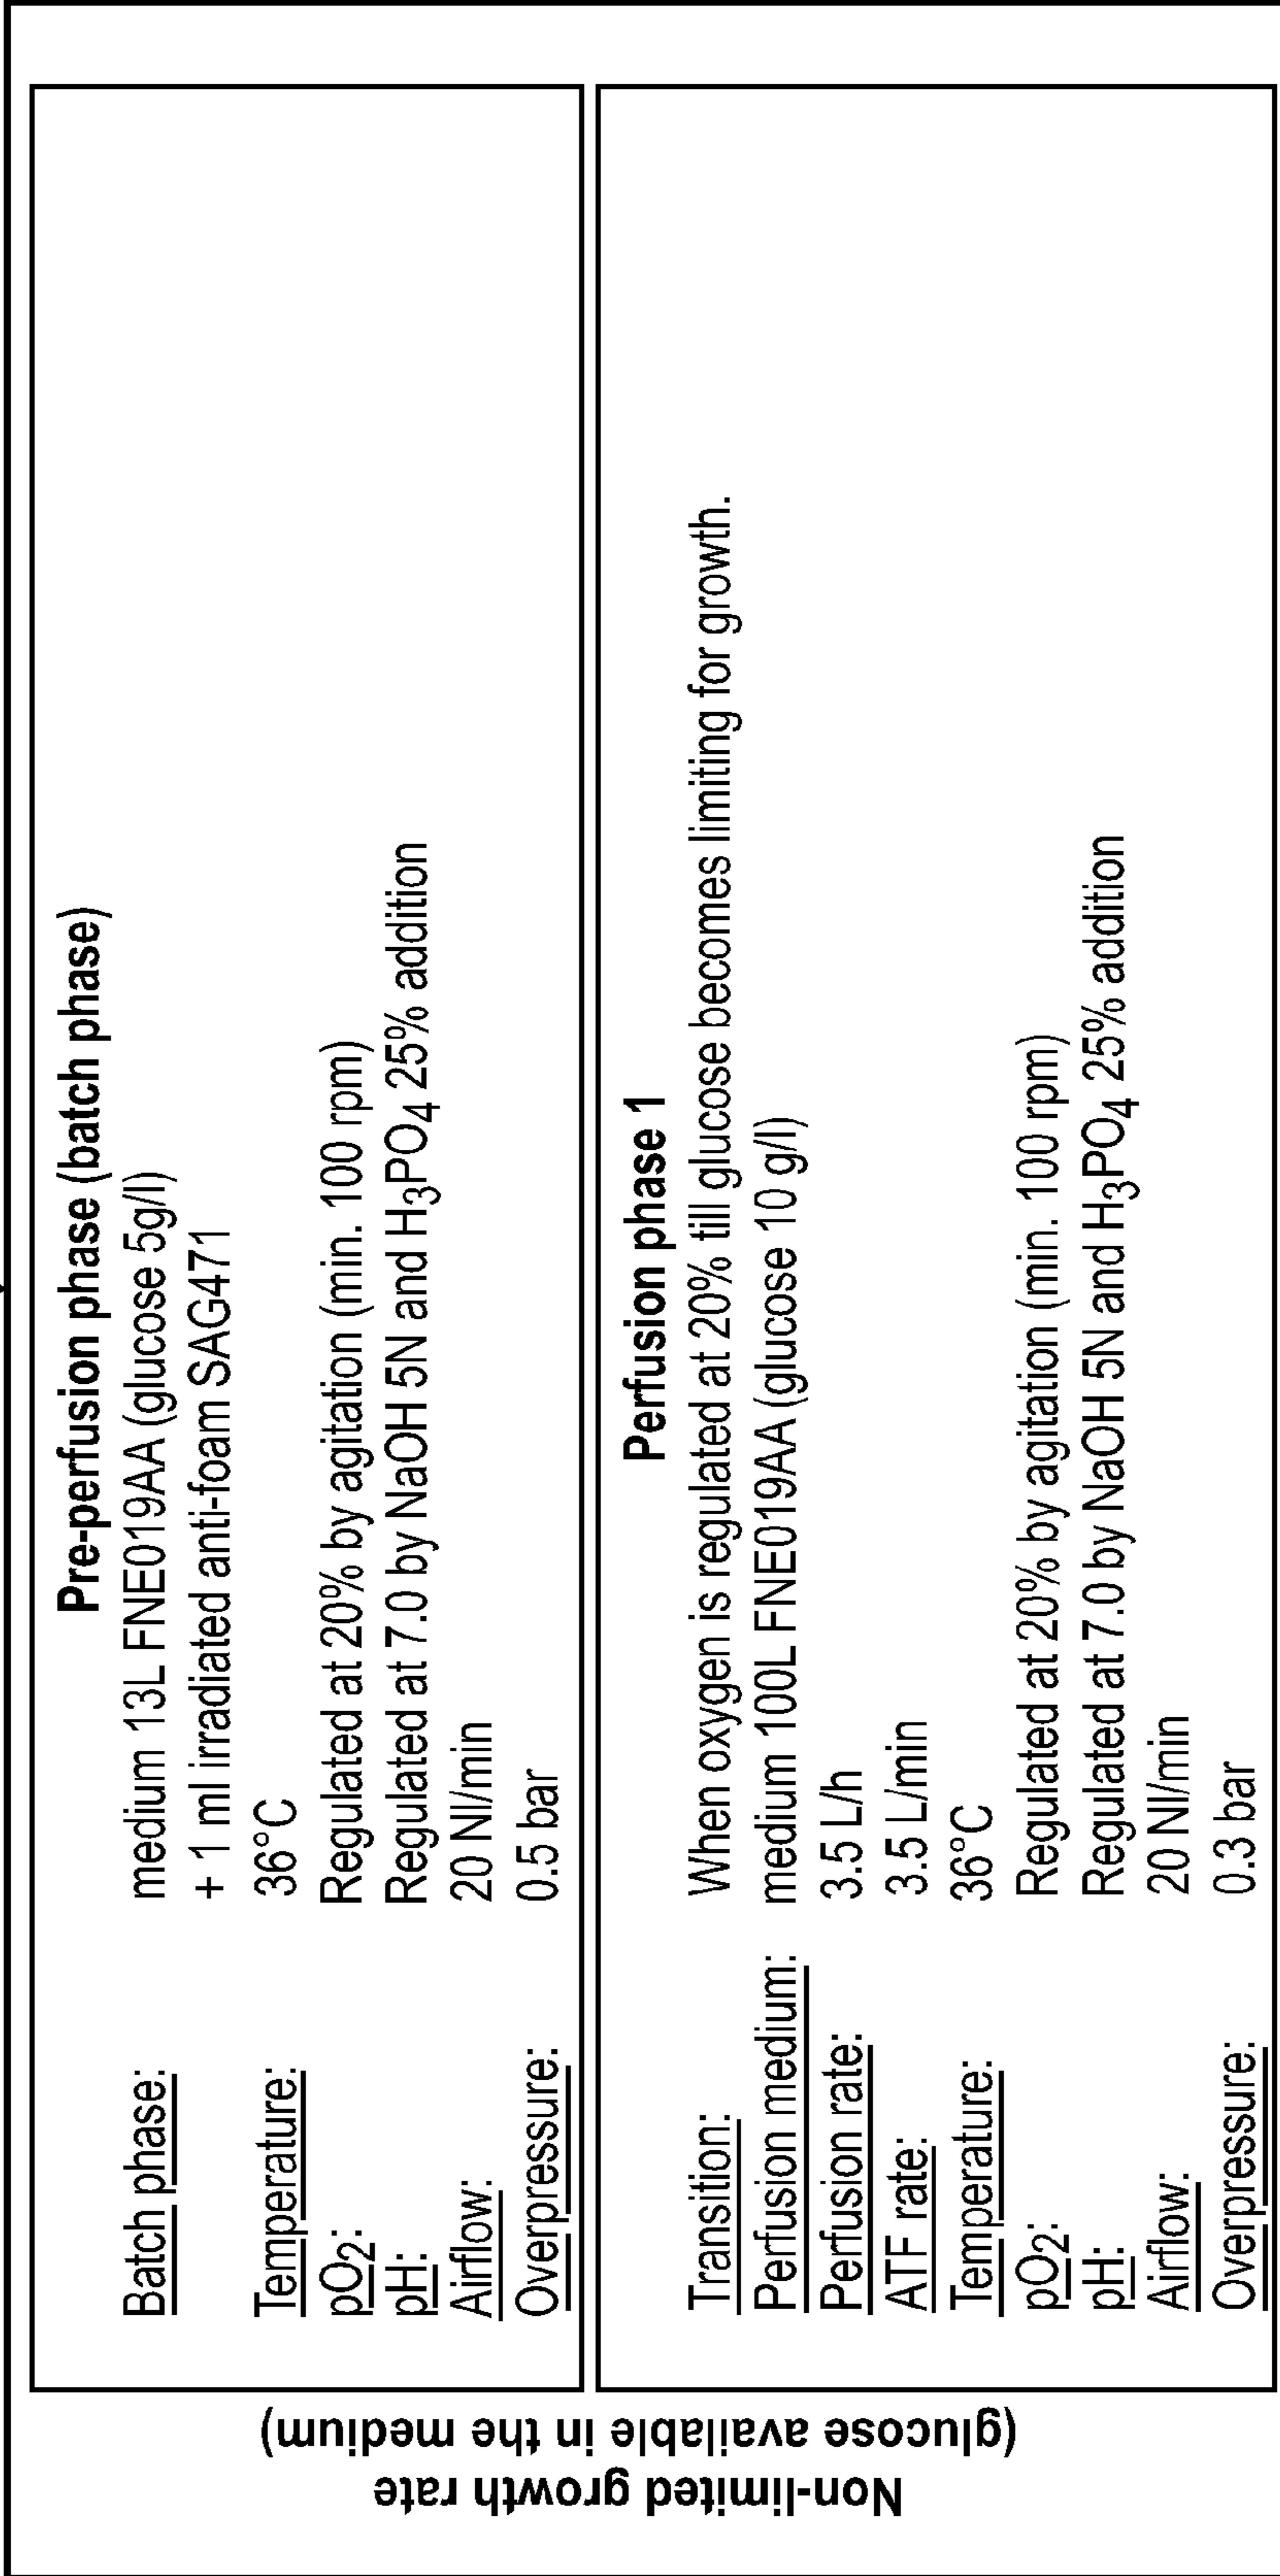 Non-limited growth rate
(glucose available in the medium)
Pre-perfusion phase (batch phase)
Batch phase: medium 13L FNE019AA (glucose 5g/l)
+ 1 ml irradiated anti-foam SAG471
Temperature: 36°C
pO2: Regulated at 20% by agitation (min. 100 rpm)
pH: Regulated at 7.0 by NaOH 5N and H3PO4 25% addition
Airflow: 20 Nl/min
Overpressure: 0.5 bar
Perfusion phase 1
Transition: When oxygen is regulated at 20% till glucose becomes limiting for growth.
Perfusion medium: medium 100L FNE019AA (glucose 10 g/l)
Perfusion rate: 3.5 L/h
ATF rate: 3.5 L/min
Temperature: 36°C
pO2: Regulated at 20% by agitation (min. 100 rpm)
pH: Regulated at 7.0 by NaOH 5N and H3PO4 25% addition
Airflow: 20 Nl/min
Overpressure: 0.3 bar